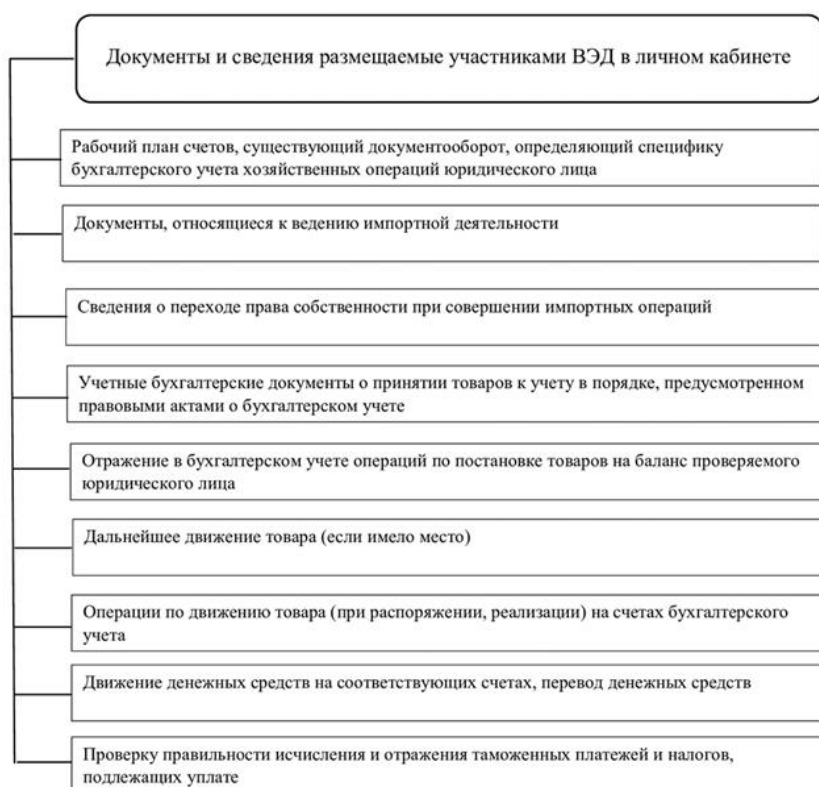 Документы и сведения размещаемые участниками ВЭД в личном кабинете
Рабочий план счетов, существующий документооборот, определяющий специфику
бухгалтерского учета хозяйственных операций юридического лица
Документы, относящиеся к ведению импортной деятельности
Сведения о переходе права собственности при совершении импортных операций
Учетные бухгалтерские документы о принятии товаров к учету в порядке, предусмотренном
правовыми актами о бухгалтерском учете
Отражение в бухгалтерском учете операций по постановке товаров на баланс проверяемого
юридического лица
Дальнейшее движение товара (если имело место)
Операции по движению товара (при распоряжении, реализации) на счетах бухгалтерского
учета
Движение денежных средств на соответствующих счетах, перевод денежных средств
Проверку правильности исчисления и отражения таможенных платежей и налогов,
подлежащих уплате